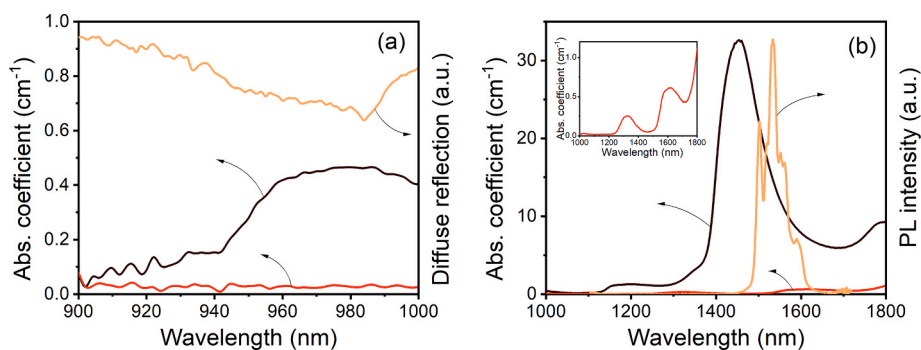 (a)
Abs. coefficient (cm⁻¹)
1.0
0.8
0.6
0.4
0.2
0.0
900
920
940
960
980
1000
Wavelength (nm)
Diffuse reflection (a.u.)
(b)
Abs. coefficient (cm⁻¹)
30
20
10
0
1000
1200
1400
1600
1800
Wavelength (nm)
PL intensity (a.u.)
Abs. coefficient (cm⁻¹)
1.0
0.5
0.0
1000
1200
1400
1600
1800
Wavelength (nm)